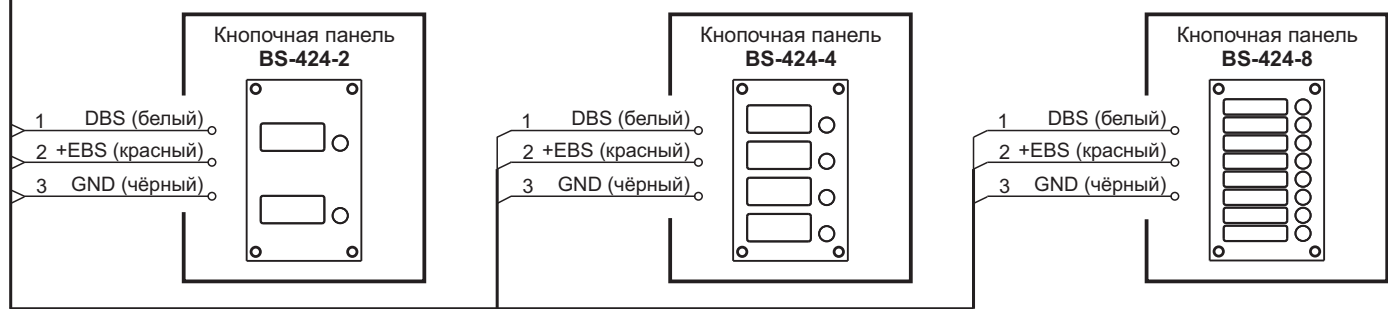 Кнопочная панель
BS-424-2
1 DBS (белый)
2 +EBS (красный)
3 GND (чёрный)
Кнопочная панель
BS-424-4
1 DBS (белый)
2 +EBS (красный)
3 GND (чёрный)
Кнопочная панель
BS-424-8
1 DBS (белый)
2 +EBS (красный)
3 GND (чёрный)